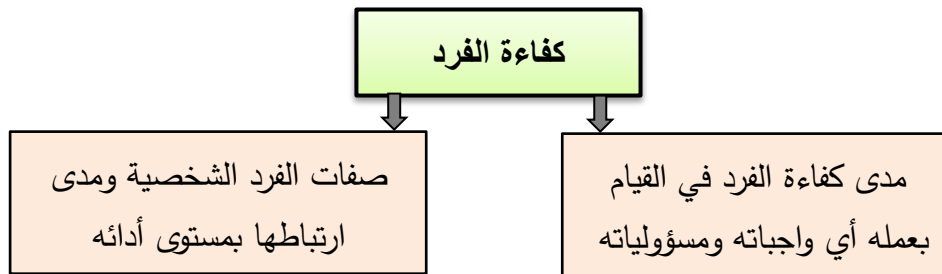 كفاءة الفرد
مدى كفاءة الفرد في القيام
بعمله أي واجباته ومسؤولياته
صفات الفرد الشخصية ومدى
ارتباطها بمستوى أدائه